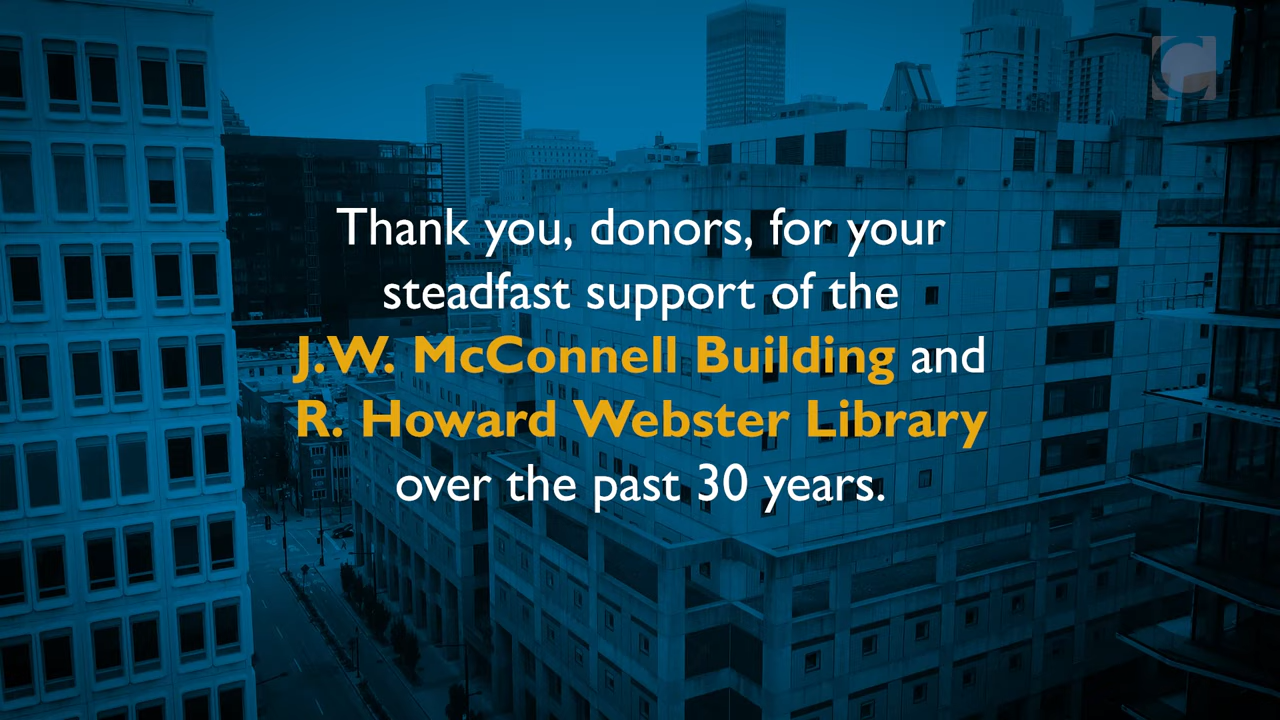 Thank you, donors, for your
steadfast support of the
J.W. McConnell Building and
R. Howard Webster Library
over the past 30 years.